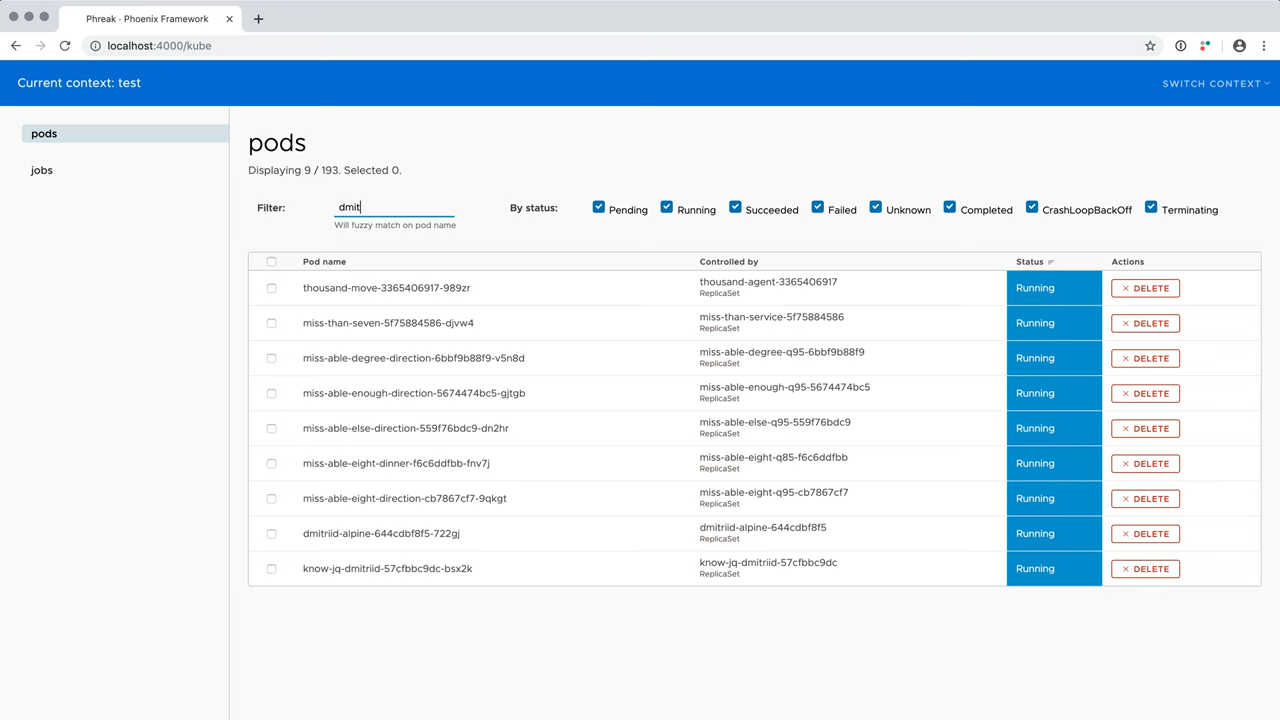 Phreak · Phoenix Framework
localhost:4000/kube
Current context: test
SWITCH CONTEXT
pods
jobs
pods
Displaying 9 / 193. Selected 0.
Filter: dmit By status: Pending Running Succeeded Failed Unknown Completed CrashLoopBackOff Terminating
Will fuzzy match on pod name
Pod name Controlled by Status Actions
thousand-move-3365406917-989zr thousand-agent-3365406917 Running DELETE
ReplicaSet
miss-than-seven-5f75884586-djvw4 miss-than-service-5f75884586 Running DELETE
ReplicaSet
miss-able-degree-direction-6bbf9b88f9-v5n8d miss-able-degree-q95-6bbf9b88f9 Running DELETE
ReplicaSet
miss-able-enough-direction-5674474bc5-gjtgb miss-able-enough-q95-5674474bc5 Running DELETE
ReplicaSet
miss-able-else-direction-559f76bdc9-dn2hr miss-able-else-q95-559f76bdc9 Running DELETE
ReplicaSet
miss-able-eight-dinner-f6c6ddfbb-fnv7j miss-able-eight-q85-f6c6ddfbb Running DELETE
ReplicaSet
miss-able-eight-direction-cb7867cf7-9qkgt miss-able-eight-q95-cb7867cf7 Running DELETE
ReplicaSet
dmitriid-alpine-644cdbf8f5-722gj dmitriid-alpine-644cdbf8f5 Running DELETE
ReplicaSet
know-jq-dmitriid-57cfbbc9dc-bsx2k know-jq-dmitriid-57cfbbc9dc Running DELETE
ReplicaSet